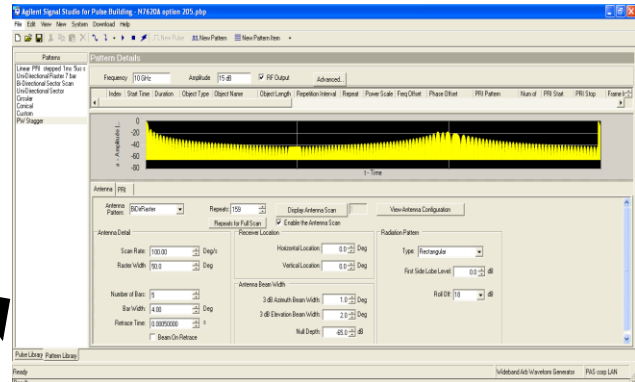 Agilent Signal Studio for Pulse Building - N7620A option 205.pbp
File Edit View New System Download Help
New Pulse New Pattern New Pattern Item
Patterns
Pattern Details
Linear PRI stepped 1ms 5us s
UniDirectional Raster 7 bar
Bi-Directional Sector Scan
UniDirectional Sector
Circular
Conical
Custom
PW Stagger
Frequency 10 GHz Amplitude 15 dB RF Output Advanced...
Index Start Time Duration Object Type Object Name Object Length Repetition Interval Repeat Power Scale Freq Offset Phase Offset PRI Pattern Num of PRI Start PRI Stop
0
-20
-40
-60
-80
t - Time
Antenna PRI
Antenna Pattern BiDirRaster Repeats 159 Display Antenna Scan View Antenna Configuration
Repeats for Full Scan Enable the Antenna Scan
Antenna Detail Receiver Location Radiation Pattern
Scan Rate: 100.00 Deg/s Horizontal Location: 0.0 Deg Type: Rectangular
Raster Width: 50.0 Deg Vertical Location: 0.0 Deg First Side Lobe Level: 0.0 dB
Number of Bars: 5 Antenna Beam Width Roll Off: 18 dB
Bar Width: 4.00 Deg 3 dB Azimuth Beam Width: 1.0 Deg
Retrace Time: 0.00050000 s 3 dB Elevation Beam Width: 2.0 Deg
Beam On Retrace Null Depth: -65.0 dB
Pulse Library Pattern Library
Ready Wideband Arb Waveform Generator PAS corp LAN